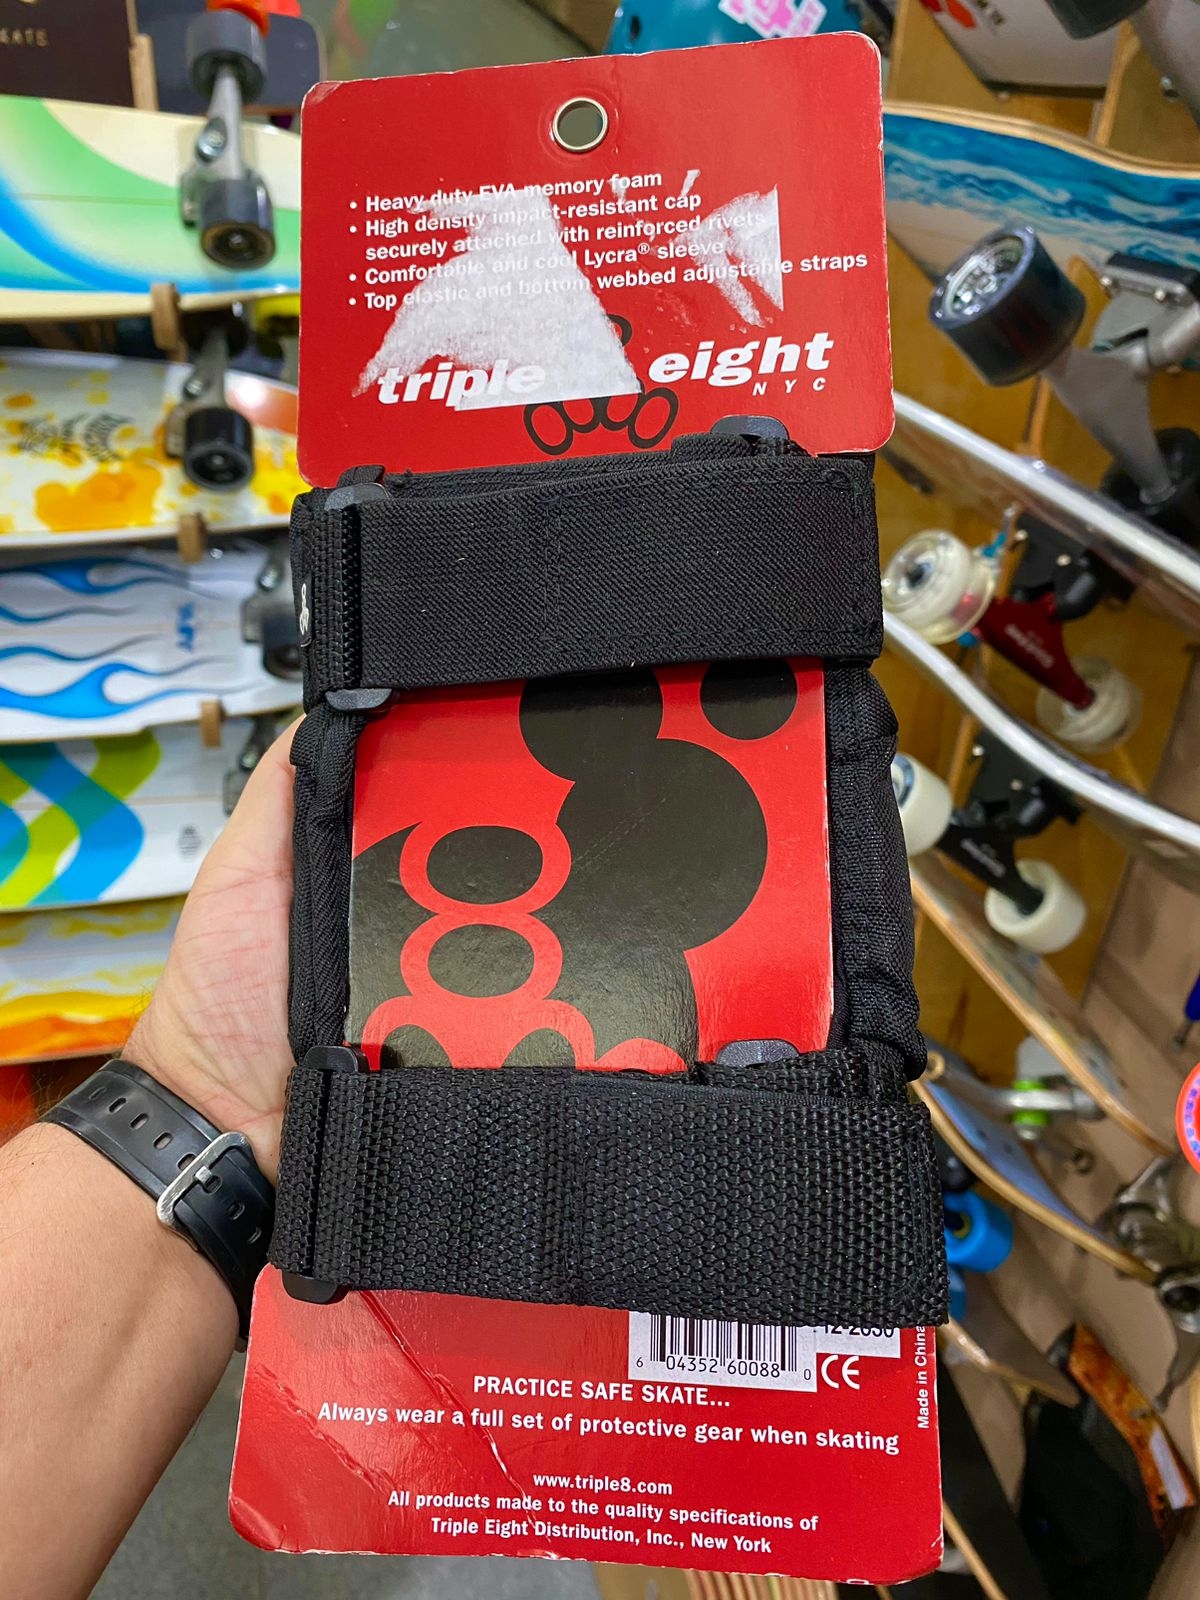 KATE
• Heavy duty EVA memory foam
• High density impact-resistant cap
securely attached with reinforced rivets
• Comfortable and cool Lycra® sleeve
• Top elastic and bottom webbed adjustable straps
triple eight
NYC
6 04352 60088 0
CE
Made in China
PRACTICE SAFE SKATE...
Always wear a full set of protective gear when skating
www.triple8.com
All products made to the quality specifications of
Triple Eight Distribution, Inc., New York